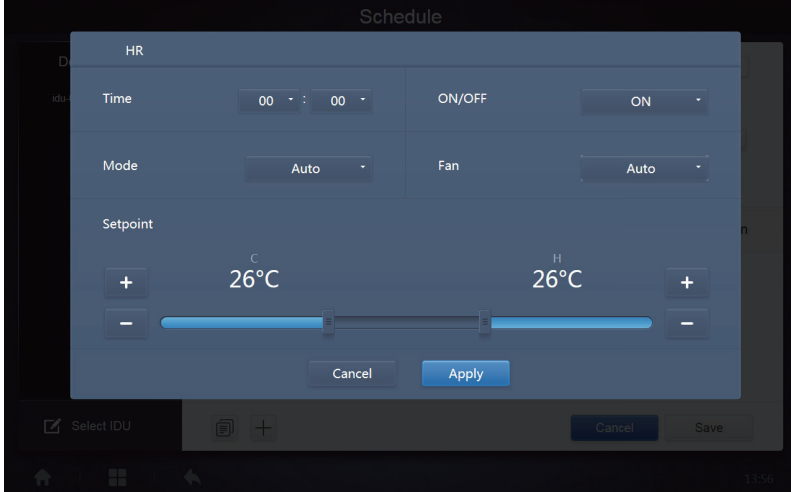 Schedule
HR
Time
00 : 00
ON/OFF
ON
Mode
Auto
Fan
Auto
Setpoint
C
26°C
H
26°C
Cancel
Apply
Select IDU
Cancel
Save
13:56